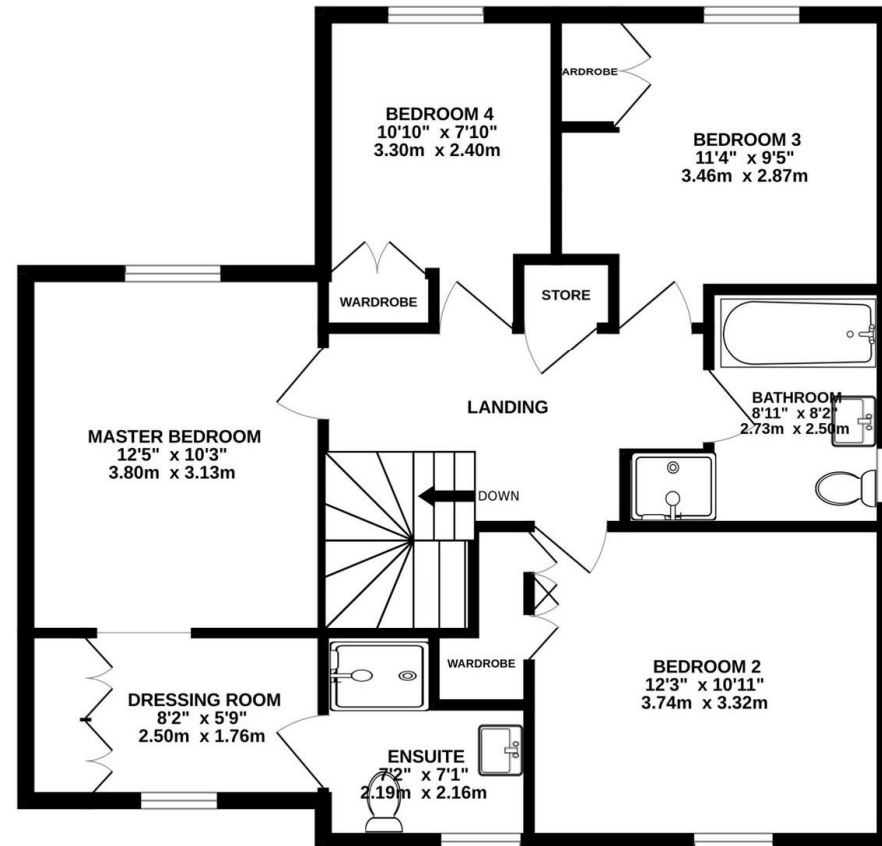 BEDROOM 4
10'10" x 7'10"
3.30m x 2.40m
WARDROBE
BEDROOM 3
11'4" x 9'5"
3.46m x 2.87m
WARDROBE
STORE
LANDING
BATHROOM
8'11" x 8'2"
2.73m x 2.50m
MASTER BEDROOM
12'5" x 10'3"
3.80m x 3.13m
DOWN
WARDROBE
BEDROOM 2
12'3" x 10'11"
3.74m x 3.32m
DRESSING ROOM
8'2" x 5'9"
2.50m x 1.76m
ENSUITE
7'2" x 7'1"
2.19m x 2.16m